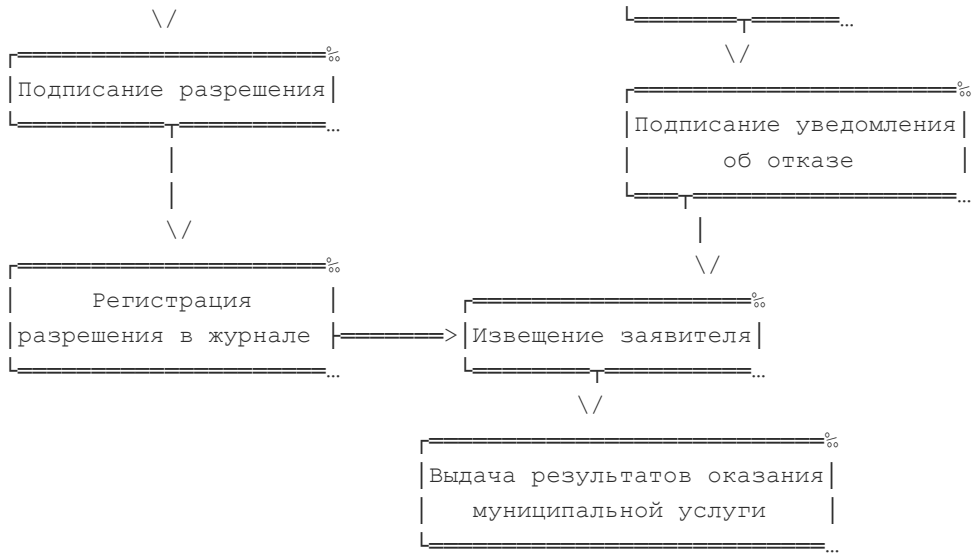 Подписание разрешения
Подписание уведомления
об отказе
Регистрация
разрешения в журнале
Извещение заявителя
Выдача результатов оказания
муниципальной услуги